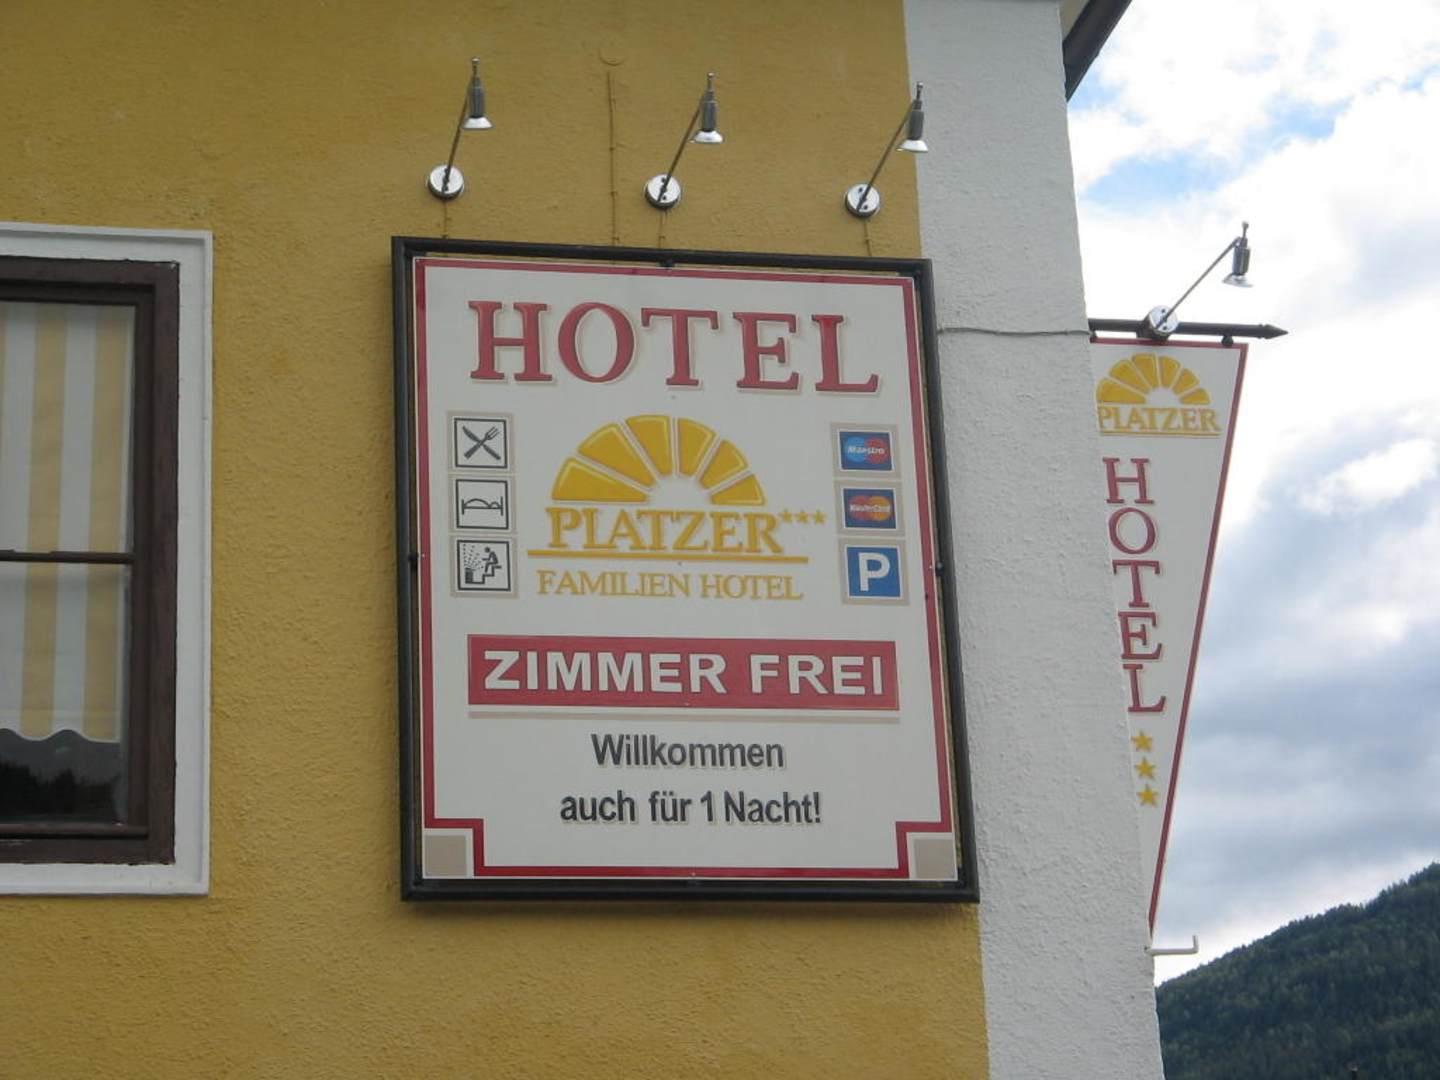 HOTEL
Maestro
MasterCard
PLATZER***
P
FAMILIEN HOTEL
ZIMMER FREI
Willkommen
auch für 1 Nacht!
PLATZER
HOTEL